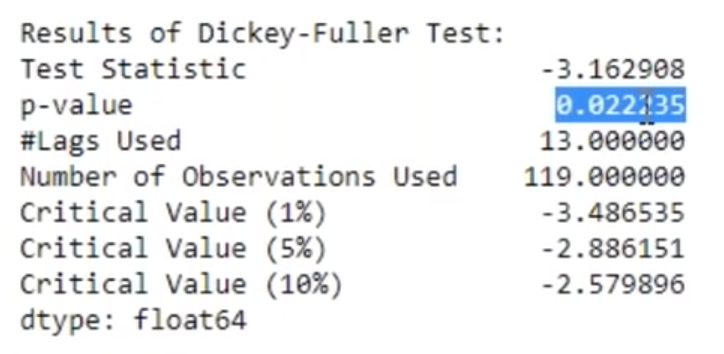 Results of Dickey-Fuller Test:
Test Statistic -3.162908
p-value 0.022235
#Lags Used 13.000000
Number of Observations Used 119.000000
Critical Value (1%) -3.486535
Critical Value (5%) -2.886151
Critical Value (10%) -2.579896
dtype: float64